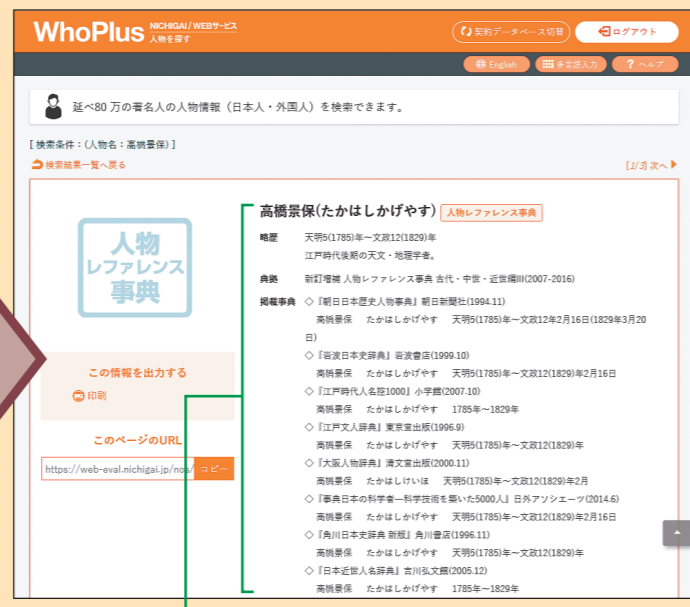 WhoPlus NICHIGAI/WEBサービス
人物を探す
契約データベース切替
ログアウト
English
多言語入力
? ヘルプ
延べ80 万の著名人の人物情報（日本人・外国人）を検索できます。
[ 検索条件：(人物名：高橋景保) ]
検索結果一覧へ戻る
[1/3] 次へ
人物
レファレンス
事典
この情報を出力する
印刷
このページのURL
https://web-eval.nichigai.jp/nos/
コピー
高橋景保(たかはしかげやす) 人物レファレンス事典
略歴 天明5(1785)年～文政12(1829)年
江戸時代後期の天文・地理学者。
典拠 新訂増補 人物レファレンス事典 古代・中世・近世編III(2007-2016)
掲載事典 ◇『朝日日本歴史人物事典』朝日新聞社(1994.11)
高橋景保 たかはしかげやす 天明5(1785)年～文政12年2月16日(1829年3月20
日)
◇『岩波日本史辞典』岩波書店(1999.10)
高橋景保 たかはしかげやす 天明5(1785)年～文政12(1829)年2月16日
◇『江戸時代人名控1000』小学館(2007.10)
高橋景保 たかはしかげやす 1785年～1829年
◇『江戸文人辞典』東京堂出版(1996.9)
高橋景保 たかはしかげやす 天明5(1785)年～文政12(1829)年
◇『大阪人物辞典』清文堂出版(2000.11)
高橋景保 たかはしけいほ 天明5(1785)年～文政12(1829)年2月
◇『事典日本の科学者―科学技術を築いた5000人』日外アソシエーツ(2014.6)
高橋景保 たかはしかげやす 天明5(1785)年～文政12(1829)年2月16日
◇『角川日本史辞典 新版』角川書店(1996.11)
高橋景保 たかはしかげやす 天明5(1785)年～文政12(1829)年
◇『日本近世人名辞典』吉川弘文館(2005.12)
高橋景保 たかはしかげやす 1785年～1829年